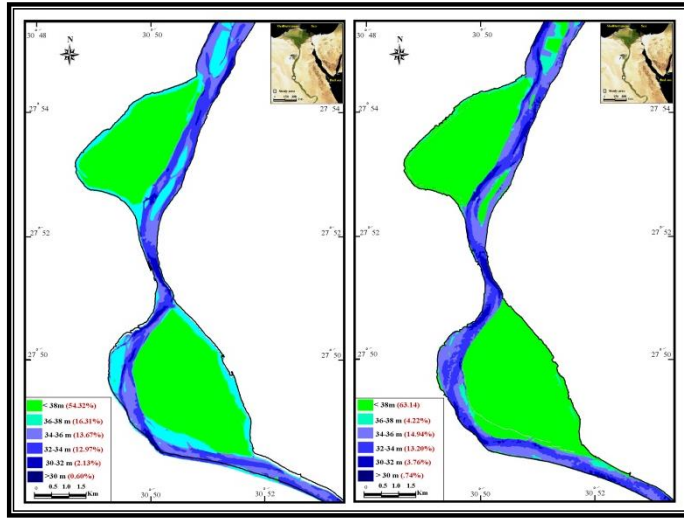 30 48
30 50
Mediterranean Sea
N
27 54
27 54
27 52
27 52
27 50
27 50
< 38m (54.32%)
36-38 m (16.31%)
34-36 m (13.67%)
32-34 m (12.97%)
30-32 m (2.13%)
>30 m (0.60%)
0 0.5 1.0 1.5
Km
30 50
30 52
30 48
30 50
Mediterranean Sea
N
27 54
27 54
27 52
27 52
27 50
27 50
< 38m (63.14)
36-38 m (4.22%)
34-36 m (14.94%)
32-34 m (13.20%)
30-32 m (3.76%)
> 30 m (.74%)
0 0.5 1.0 1.5
Km
30 50
30 52